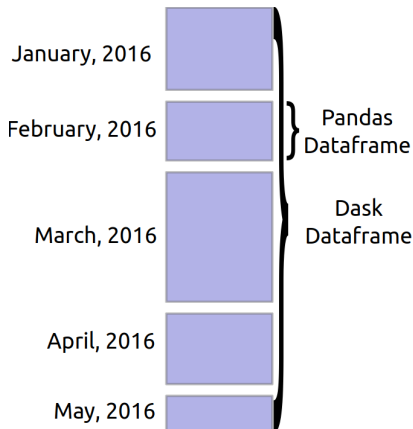 January, 2016
February, 2016
Pandas
Dataframe
March, 2016
Dask
Dataframe
April, 2016
May, 2016